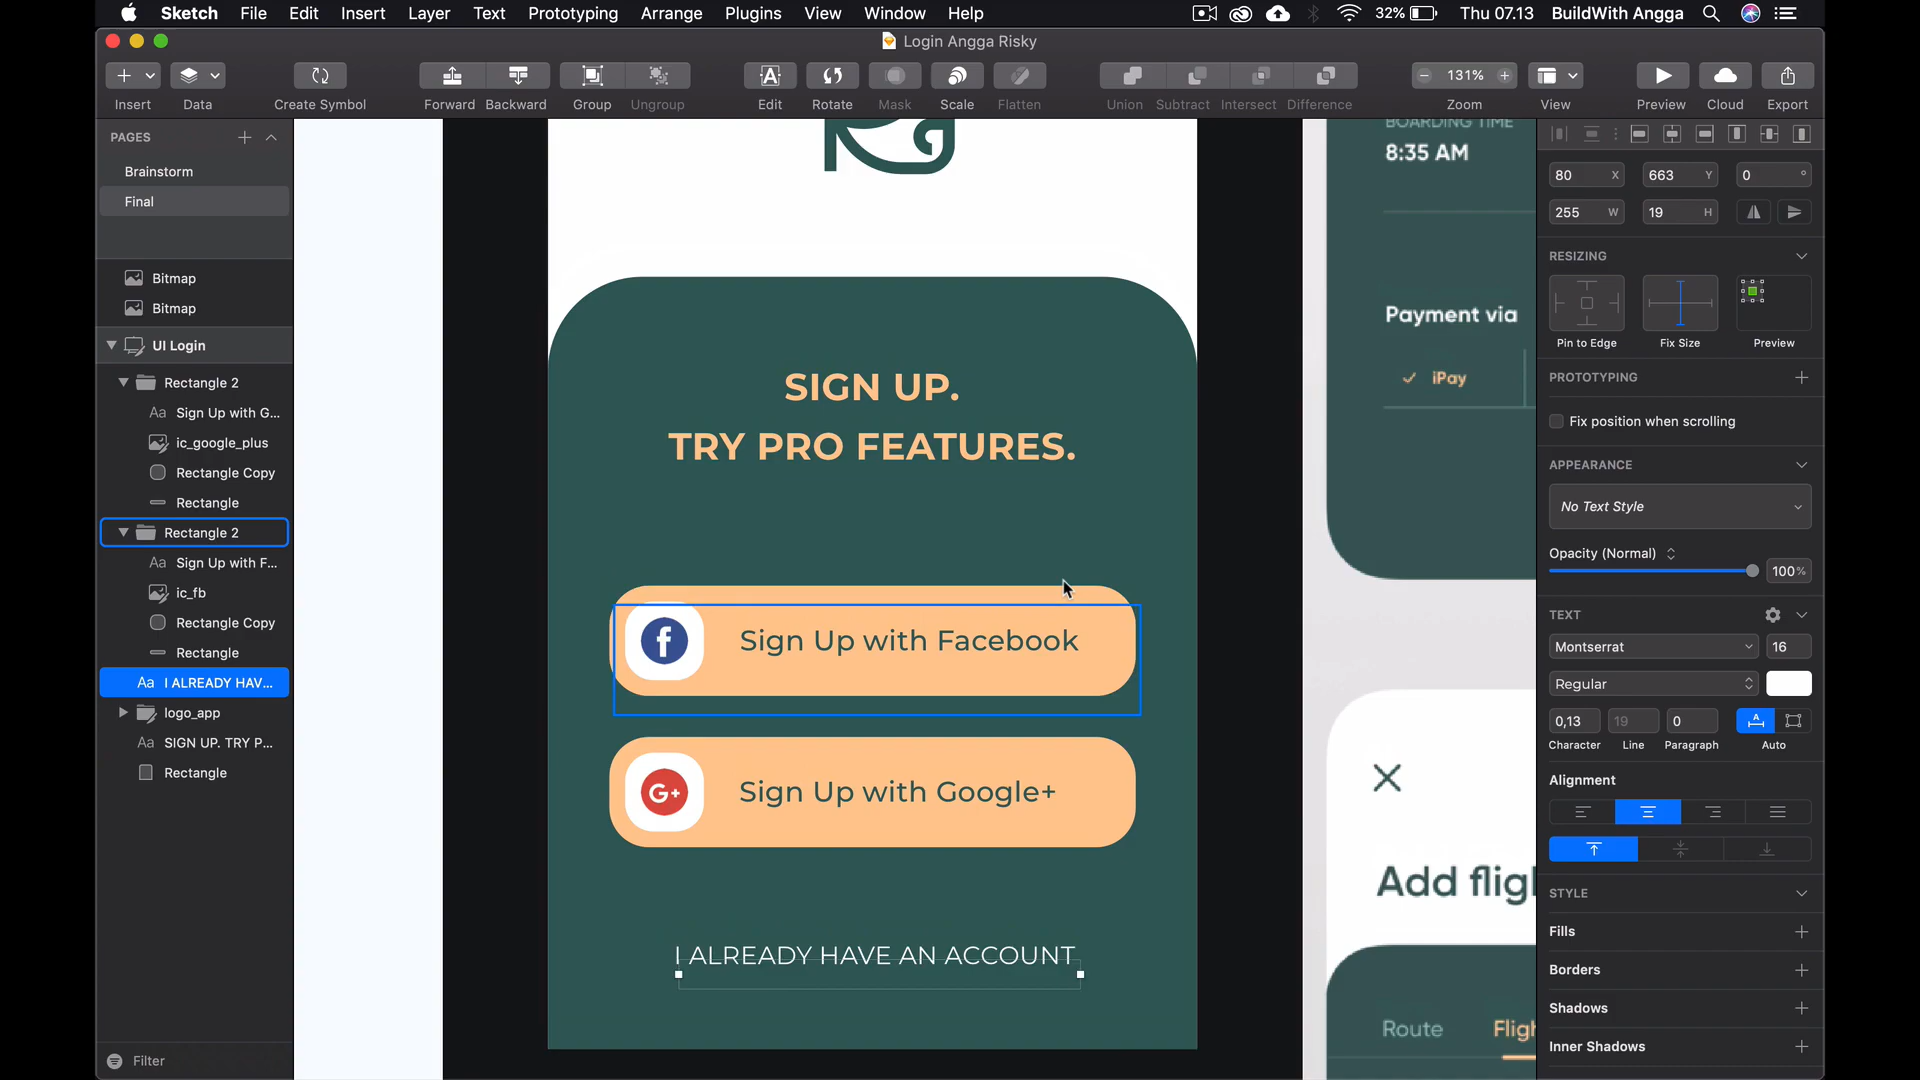 Sketch File Edit Insert Layer Text Prototyping Arrange Plugins View Window Help 32% Thu 07.13 BuildWith Angga
Login Angga Risky
131%
Insert Data Create Symbol Forward Backward Group Ungroup Edit Rotate Mask Scale Flatten Union Subtract Intersect Difference Zoom View Preview Cloud Export
PAGES
Brainstorm
Final
Bitmap
Bitmap
UI Login
Rectangle 2
Sign Up with G...
ic_google_plus
Rectangle Copy
Rectangle
Rectangle 2
Sign Up with F...
ic_fb
Rectangle Copy
Rectangle
I ALREADY HAV...
logo_app
SIGN UP. TRY P...
Rectangle
Filter
SIGN UP.
TRY PRO FEATURES.
Sign Up with Facebook
G+ Sign Up with Google+
I ALREADY HAVE AN ACCOUNT
BOARDING TIME
8:35 AM
Payment via
iPay
Add fligh
Route Fligh
80 X 663 Y 0 °
255 W 19 H
RESIZING
Pin to Edge Fix Size Preview
PROTOTYPING
Fix position when scrolling
APPEARANCE
No Text Style
Opacity (Normal) 100%
TEXT
Montserrat 16
Regular
0,13 19 0
Character Line Paragraph Auto
Alignment
STYLE
Fills
Borders
Shadows
Inner Shadows